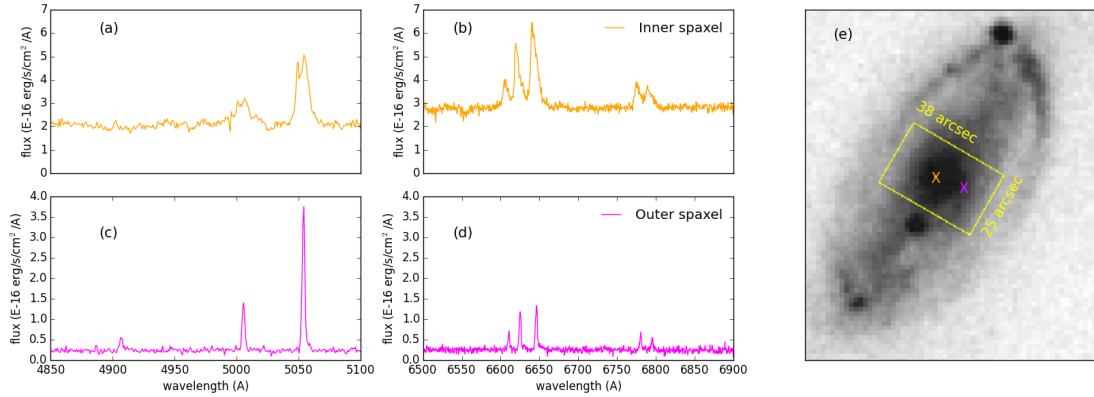 (a)
7
6
5
4
3
2
1
0
flux (E-16 erg/s/cm² /A)
(b)
Inner spaxel
7
6
5
4
3
2
1
0
flux (E-16 erg/s/cm² /A)
(c)
4.0
3.5
3.0
2.5
2.0
1.5
1.0
0.5
0.0
flux (E-16 erg/s/cm² /A)
4850 4900 4950 5000 5050 5100
wavelength (A)
(d)
Outer spaxel
4.0
3.5
3.0
2.5
2.0
1.5
1.0
0.5
0.0
flux (E-16 erg/s/cm² /A)
6500 6550 6600 6650 6700 6750 6800 6850 6900
wavelength (A)
(e)
38 arcsec
X
X
25 arcsec